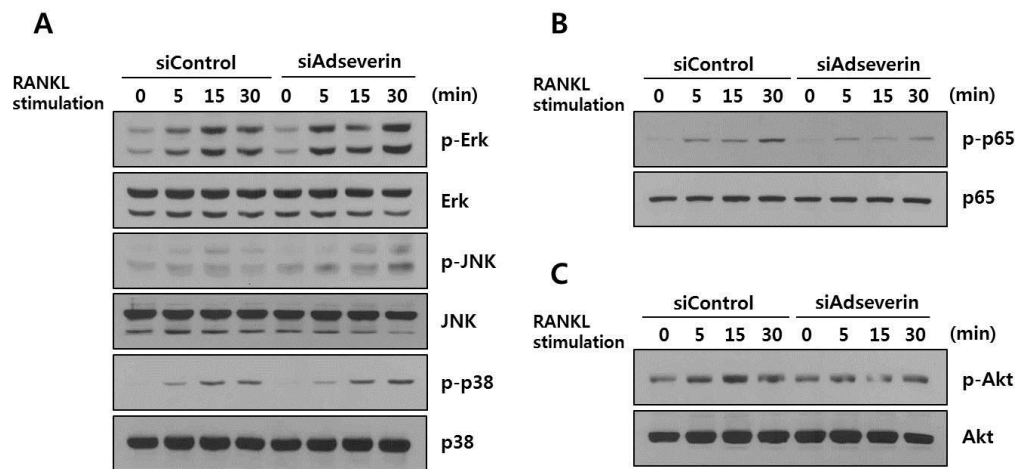 A
siControl siAdseverin
RANKL
stimulation 0 5 15 30 0 5 15 30 (min)
p-Erk
Erk
p-JNK
JNK
p-p38
p38
B
siControl siAdseverin
RANKL
stimulation 0 5 15 30 0 5 15 30 (min)
p-p65
p65
C
siControl siAdseverin
RANKL
stimulation 0 5 15 30 0 5 15 30 (min)
p-Akt
Akt